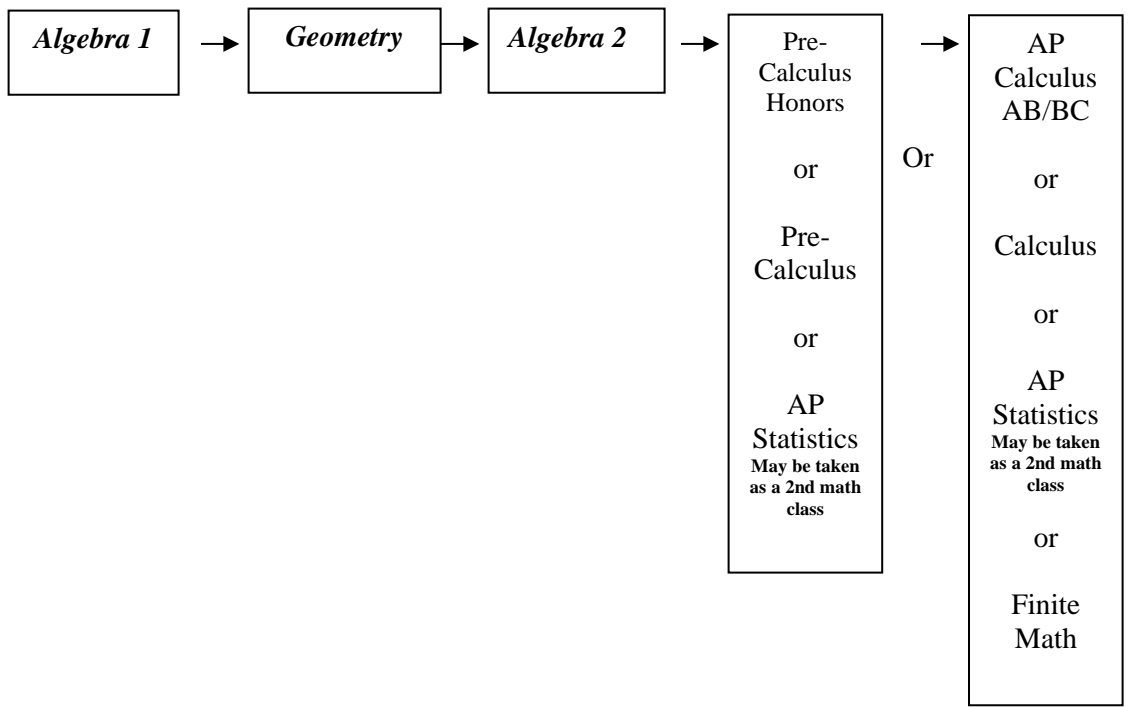 Algebra 1
Geometry
Algebra 2
Pre-
Calculus
Honors
or
Pre-
Calculus
or
AP
Statistics
May be taken
as a 2nd math
class
Or
AP
Calculus
AB/BC
or
Calculus
or
AP
Statistics
May be taken
as a 2nd math
class
or
Finite
Math